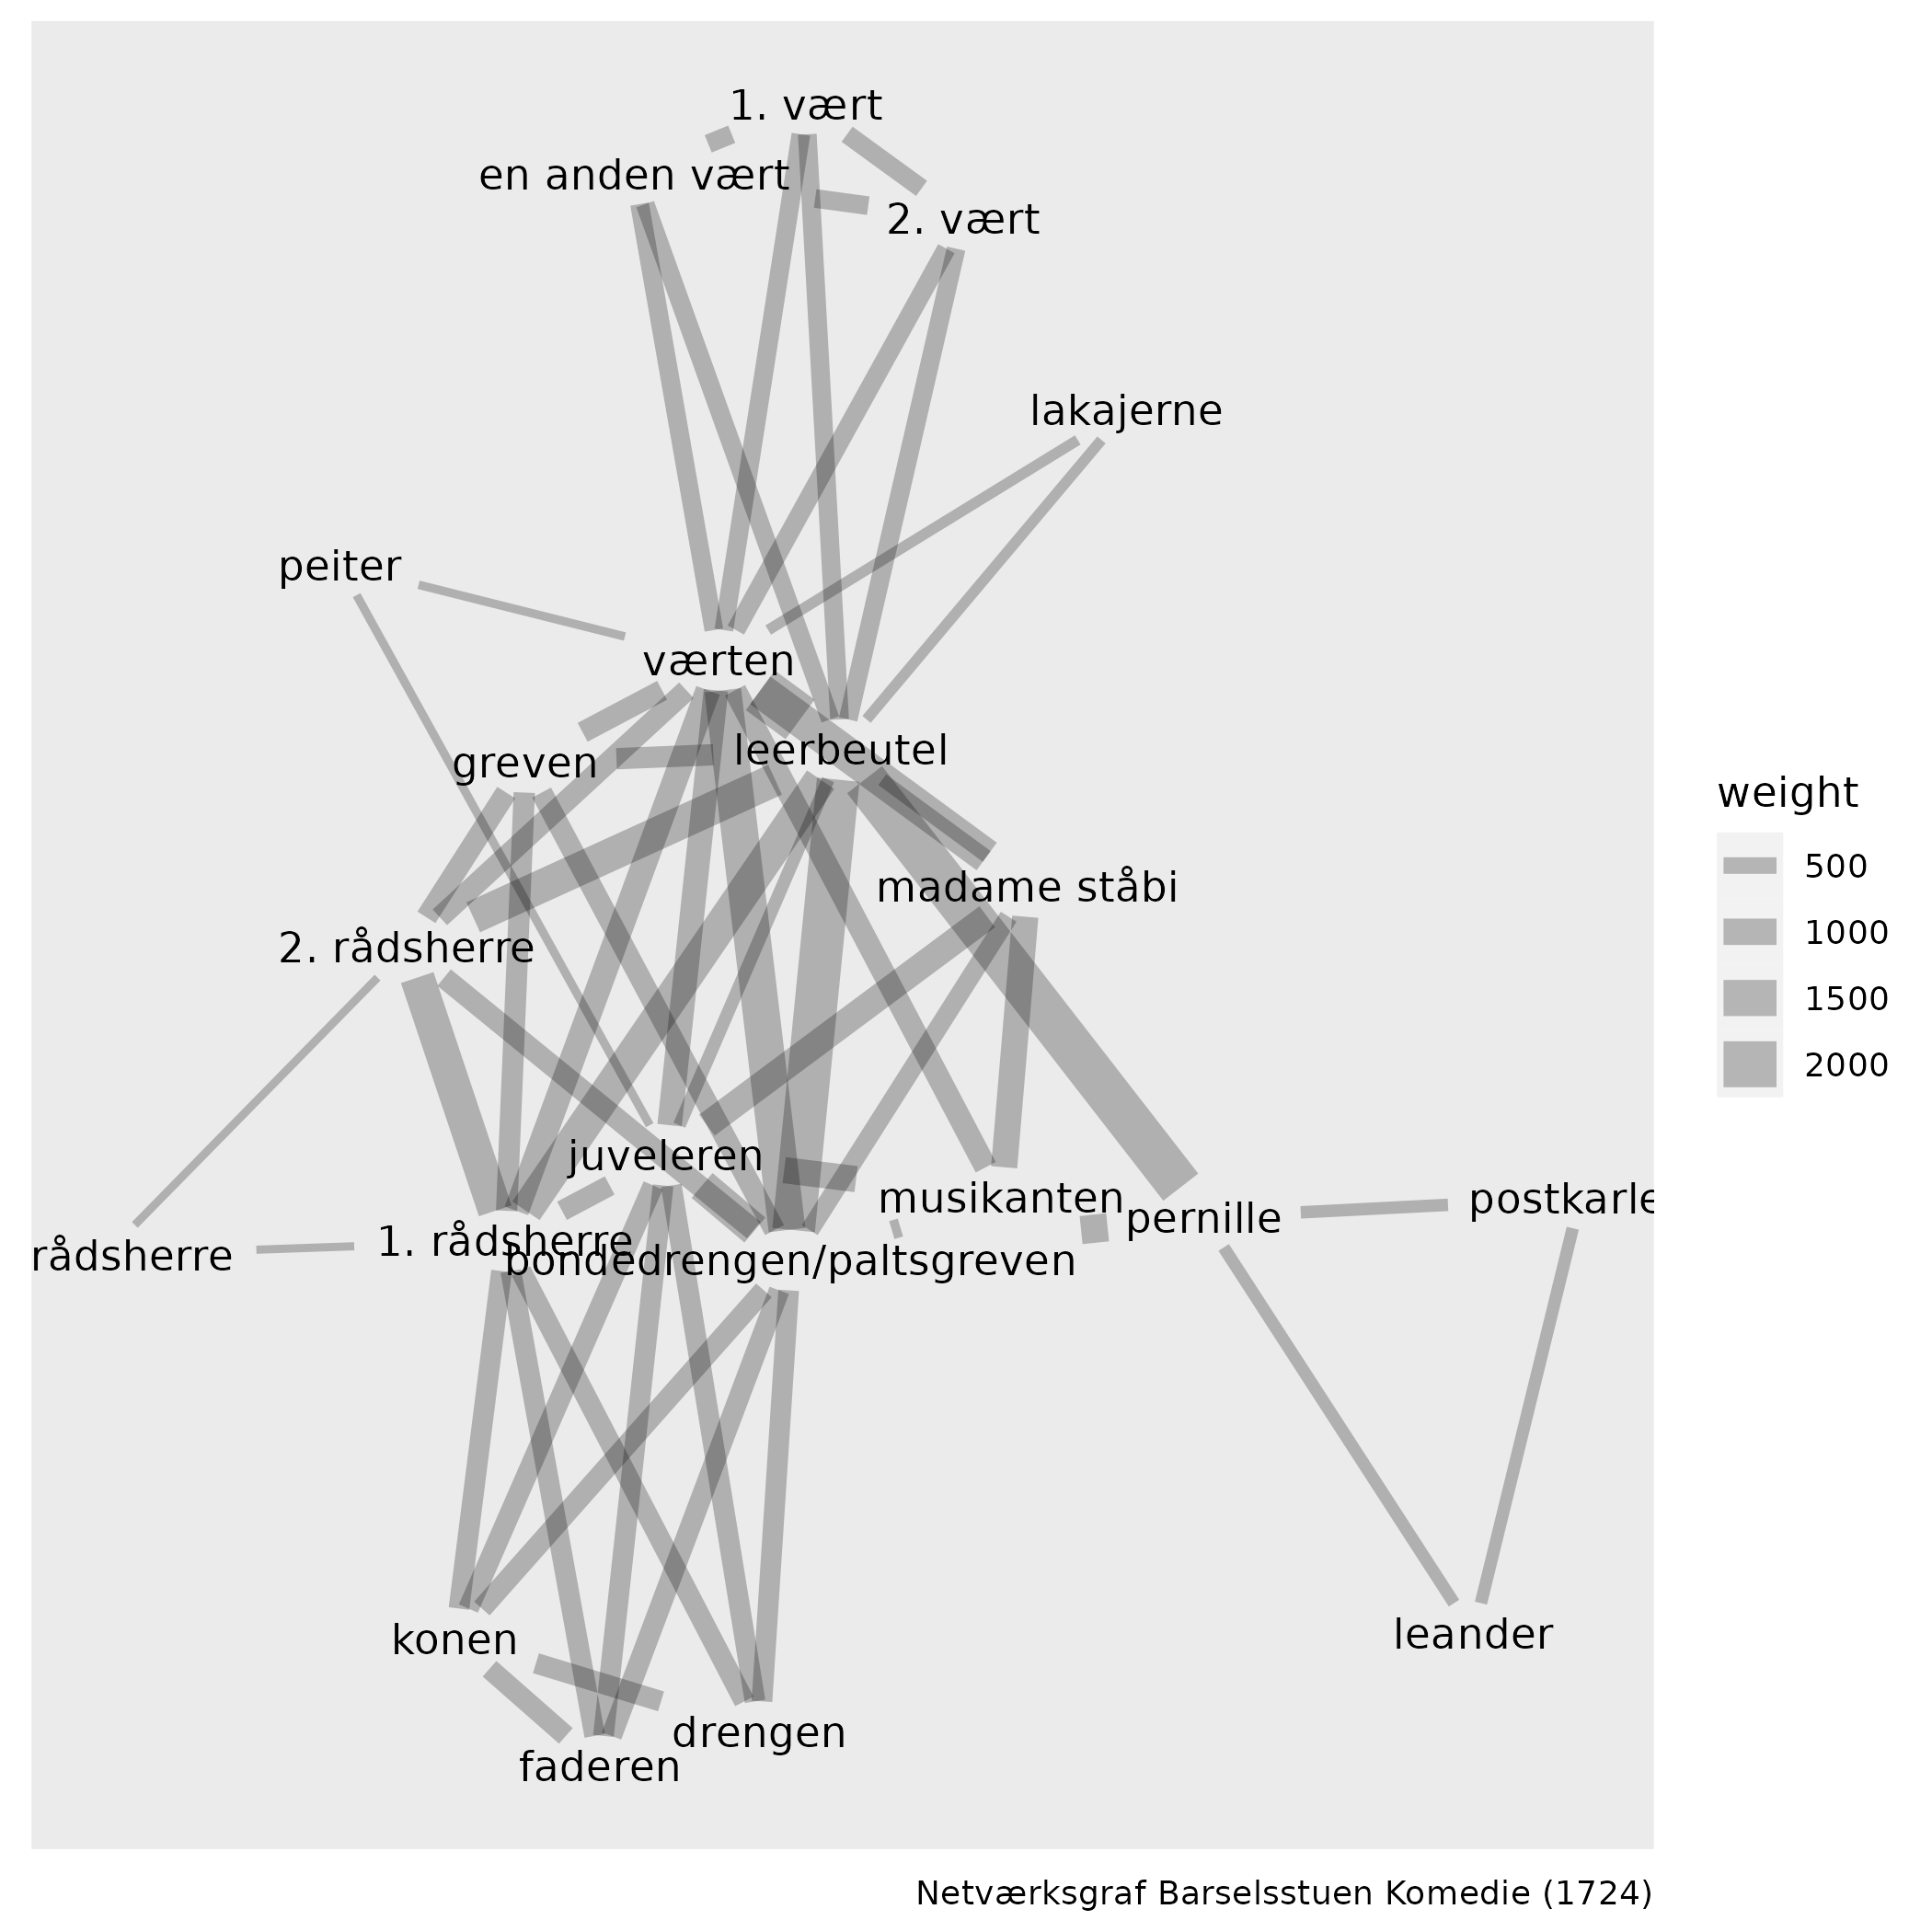 1. vært
en anden vært
2. vært
lakajerne
peiter
værten
leerbeutel
greven
weight
500
madame ståbi
1000
2. rådsherre
1500
2000
juveleren
musikanten
postkarle
pernille
1. rådsherre
rådsherre
bondedrengen/paltsgreven
konen
leander
drengen
faderen
Netværksgraf Barselsstuen Komedie (1724)